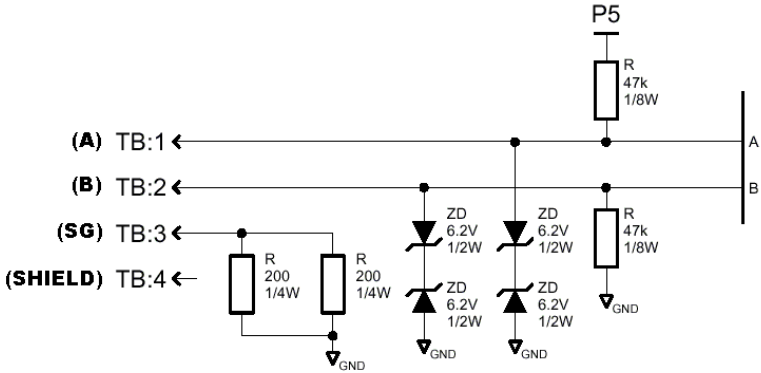 P5
R
47k
1/8W
(A) TB:1
A
(B) TB:2
B
ZD
6.2V
1/2W
ZD
6.2V
1/2W
R
47k
1/8W
(SG) TB:3
R
200
1/4W
R
200
1/4W
(SHIELD) TB:4
ZD
6.2V
1/2W
ZD
6.2V
1/2W
GND
GND
GND
GND